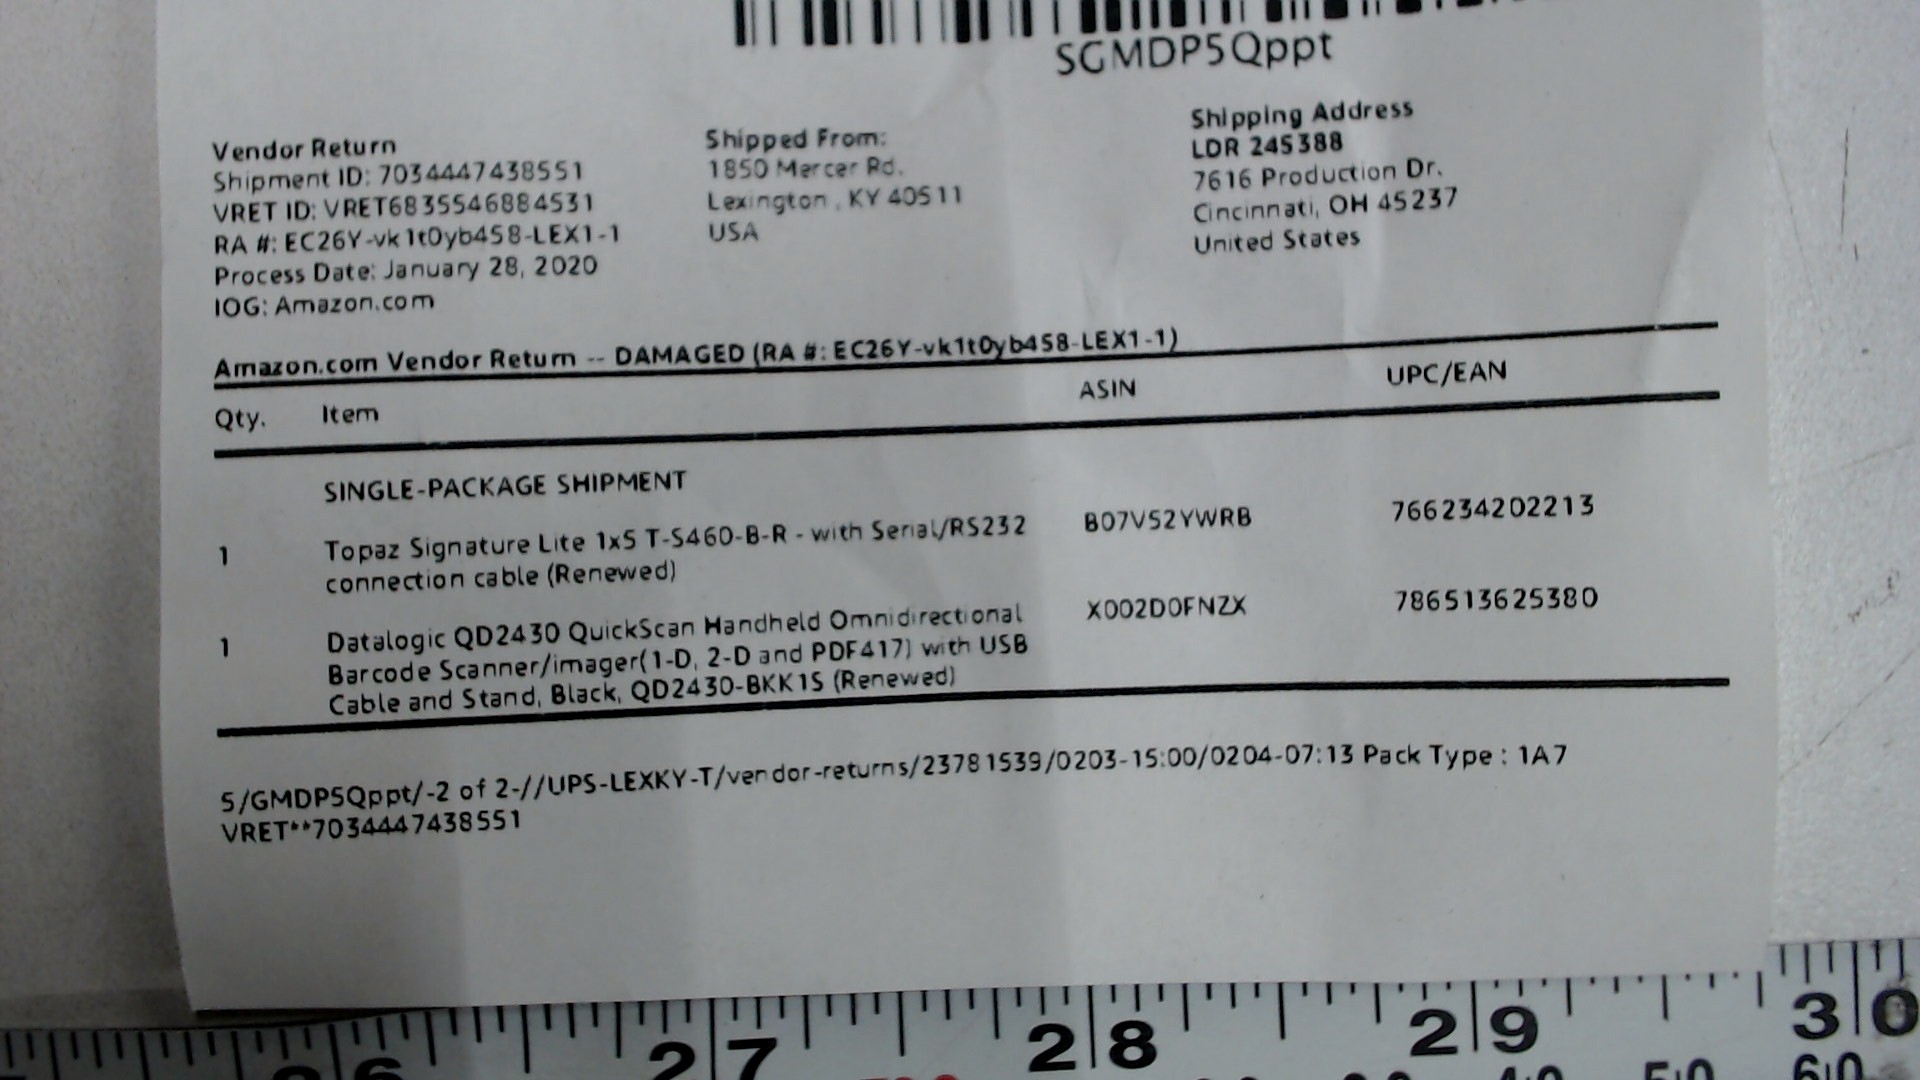 SGMDP5Qppt
Vendor Return
Shipment ID: 7034447438551
VRET ID: VRET6835546884531
RA #: EC26Y-vk1t0yb458-LEX1-1
Process Date: January 28, 2020
IOG: Amazon.com
Shipped From:
1850 Mercer Rd.
Lexington , KY 40511
USA
Shipping Address
LDR 245388
7616 Production Dr.
Cincinnati, OH 45237
United States
Amazon.com Vendor Return -- DAMAGED (RA #: EC26Y-vk1t0yb458-LEX1-1)
Qty. Item ASIN UPC/EAN
SINGLE-PACKAGE SHIPMENT
1 Topaz Signature Lite 1x5 T-S460-B-R - with Serial/RS232 B07V52YWRB 766234202213
connection cable (Renewed)
1 Datalogic QD2430 QuickScan Handheld Omnidirectional X002D0FNZX 786513625380
Barcode Scanner/imager(1-D, 2-D and PDF417) with USB
Cable and Stand, Black, QD2430-BKK1S (Renewed)
S/GMDP5Qppt/-2 of 2-//UPS-LEXKY-T/vendor-returns/23781539/0203-15:00/0204-07:13 Pack Type : 1A7
VRET**7034447438551
26 27 28 29 30